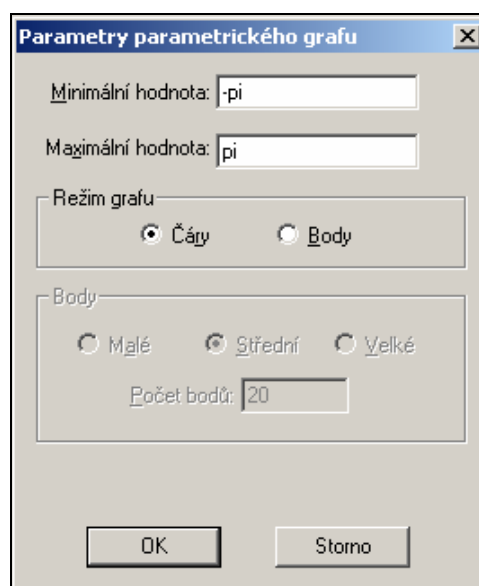 Parametry parametrického grafu
Minimální hodnota: -pi
Maximální hodnota: pi
Režim grafu
Čáry Body
Body
Malé Střední Velké
Počet bodů: 20
OK Storno